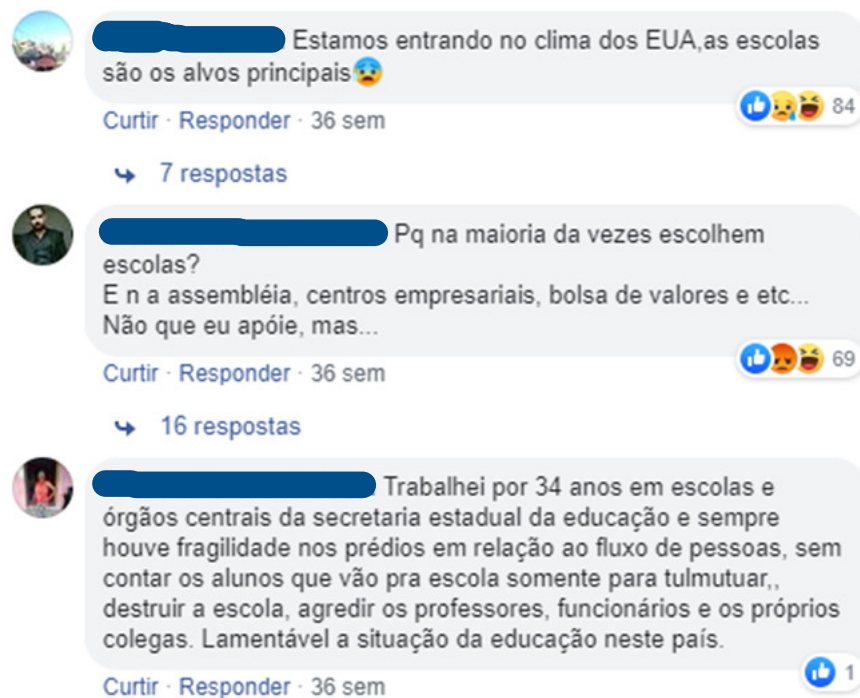 Estamos entrando no clima dos EUA,as escolas
são os alvos principais
84
Curtir · Responder · 36 sem
7 respostas
Pq na maioria da vezes escolhem
escolas?
E n a assembléia, centros empresariais, bolsa de valores e etc...
Não que eu apóie, mas...
69
Curtir · Responder · 36 sem
16 respostas
Trabalhei por 34 anos em escolas e
órgãos centrais da secretaria estadual da educação e sempre
houve fragilidade nos prédios em relação ao fluxo de pessoas, sem
contar os alunos que vão pra escola somente para tulmutuar,,
destruir a escola, agredir os professores, funcionários e os próprios
colegas. Lamentável a situação da educação neste país.
1
Curtir · Responder · 36 sem